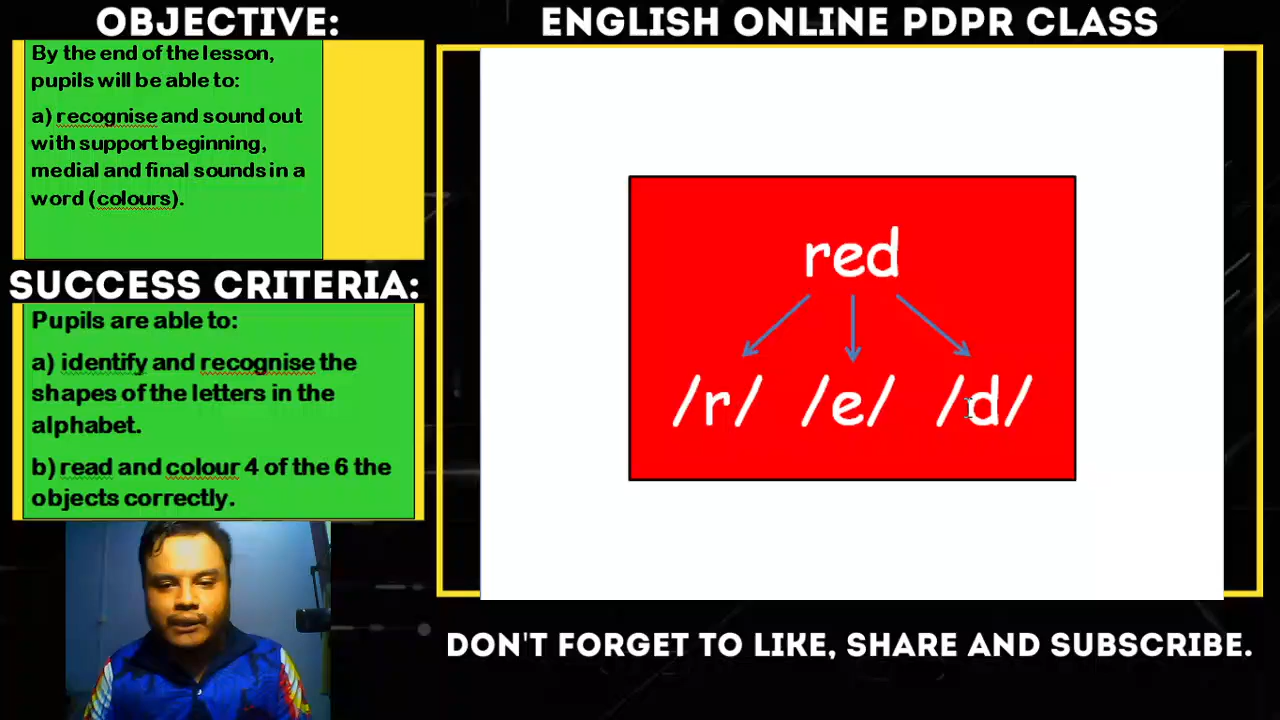 OBJECTIVE:
By the end of the lesson,
pupils will be able to:
a) recognise and sound out
with support beginning,
medial and final sounds in a
word (colours).
SUCCESS CRITERIA:
Pupils are able to:
a) identify and recognise the
shapes of the letters in the
alphabet.
b) read and colour 4 of the 6 the
objects correctly.
ENGLISH ONLINE PDPR CLASS
red
/r/ /e/ /d/
DON'T FORGET TO LIKE, SHARE AND SUBSCRIBE.